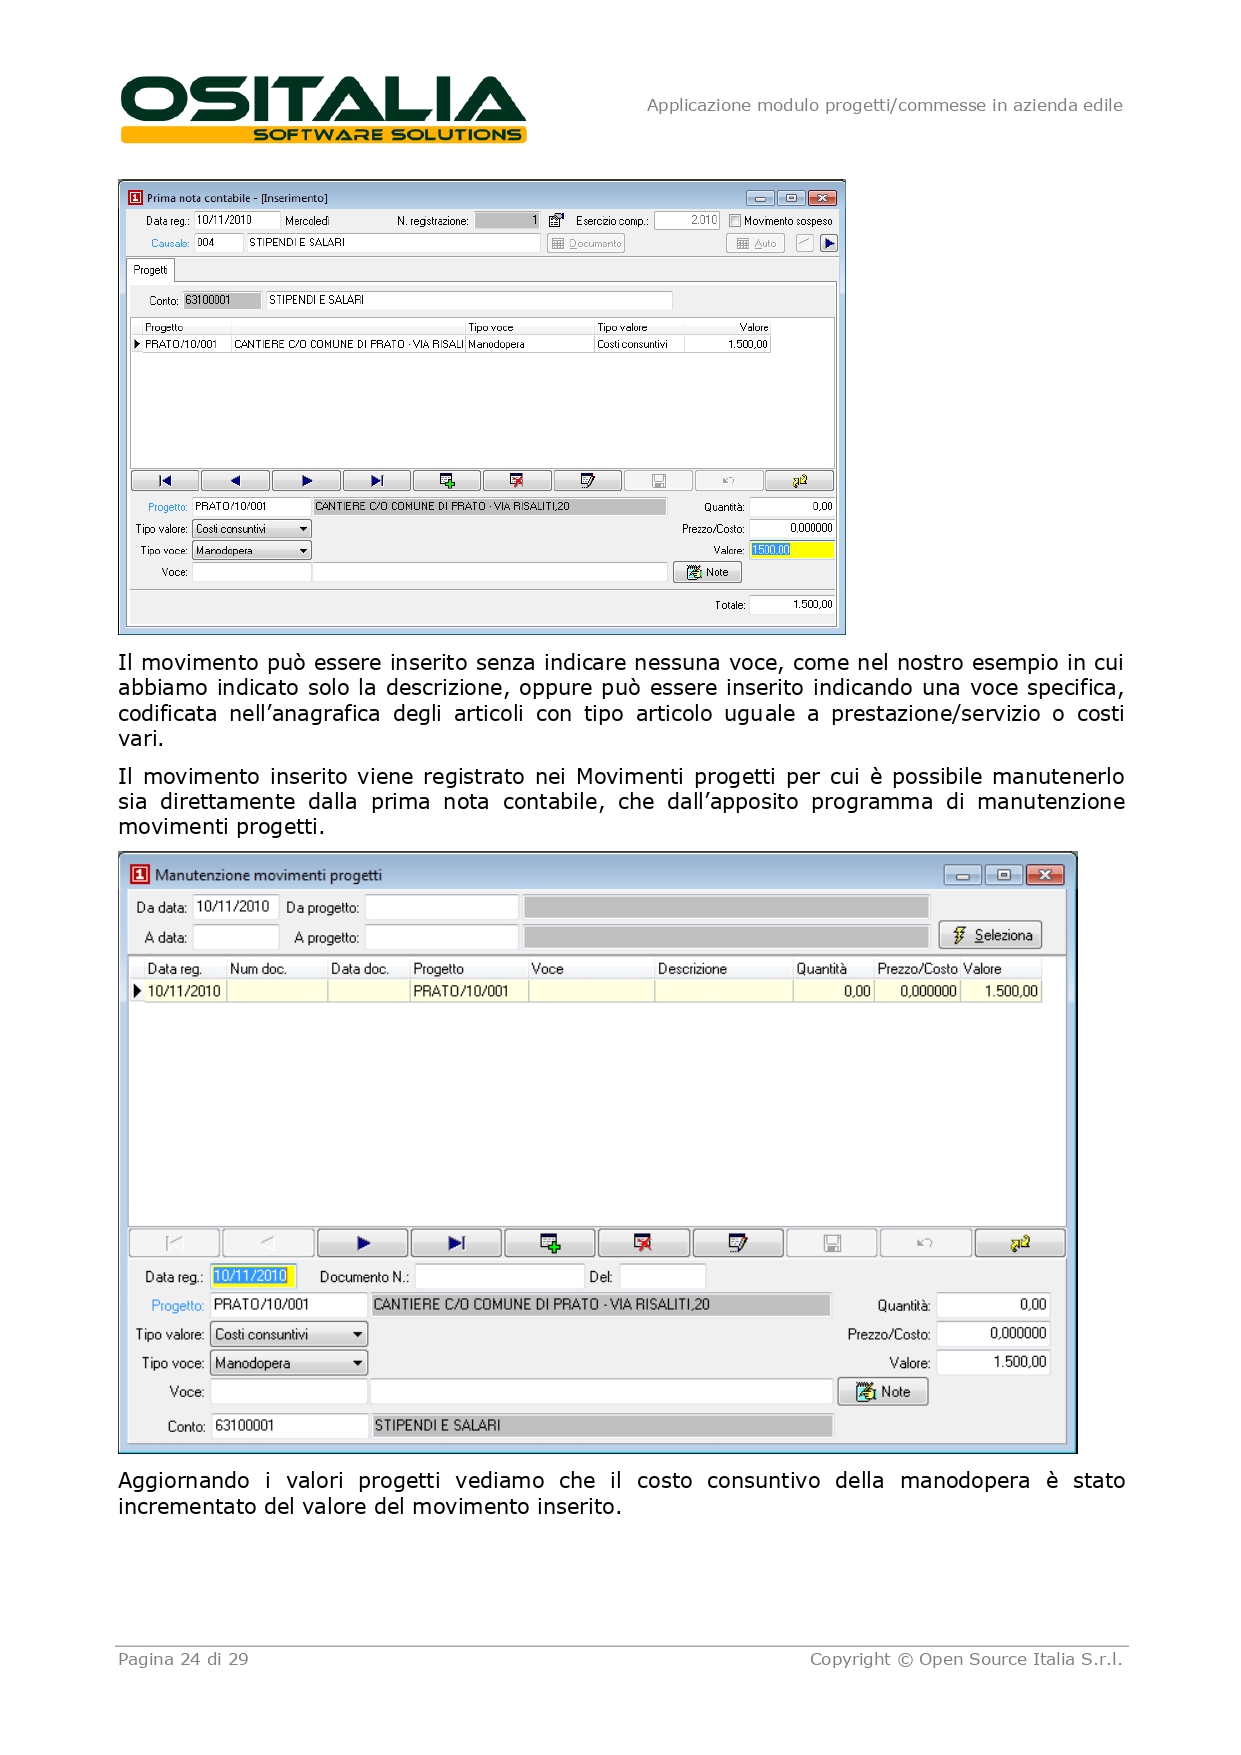 OSITALIA
SOFTWARE SOLUTIONS
Applicazione modulo progetti/commesse in azienda edile
Prima nota contabile - [Inserimento]
Data reg.: 10/11/2010 Mercoledì N. registrazione: 1 Esercizio comp.: 2.010 Movimento sospeso
Causale: 004 STIPENDI E SALARI Documento Auto
Progetti
Conto: 63100001 STIPENDI E SALARI
Progetto Tipo voce Tipo valore Valore
PRATO/10/001 CANTIERE C/O COMUNE DI PRATO - VIA RISALI Manodopera Costi consuntivi 1.500,00
Progetto: PRATO/10/001 CANTIERE C/O COMUNE DI PRATO - VIA RISALITI,20 Quantità: 0,00
Tipo valore: Costi consuntivi Prezzo/Costo: 0,000000
Tipo voce: Manodopera Valore: 1500,00
Voce: Note
Totale: 1.500,00
Il movimento può essere inserito senza indicare nessuna voce, come nel nostro esempio in cui
abbiamo indicato solo la descrizione, oppure può essere inserito indicando una voce specifica,
codificata nell’anagrafica degli articoli con tipo articolo uguale a prestazione/servizio o costi
vari.
Il movimento inserito viene registrato nei Movimenti progetti per cui è possibile manutenerlo
sia direttamente dalla prima nota contabile, che dall’apposito programma di manutenzione
movimenti progetti.
Manutenzione movimenti progetti
Da data: 10/11/2010 Da progetto:
A data: A progetto: Seleziona
Data reg. Num doc. Data doc. Progetto Voce Descrizione Quantità Prezzo/Costo Valore
10/11/2010 PRATO/10/001 0,00 0,000000 1.500,00
Data reg.: 10/11/2010 Documento N.: Del:
Progetto: PRATO/10/001 CANTIERE C/O COMUNE DI PRATO - VIA RISALITI,20 Quantità: 0,00
Tipo valore: Costi consuntivi Prezzo/Costo: 0,000000
Tipo voce: Manodopera Valore: 1.500,00
Voce: Note
Conto: 63100001 STIPENDI E SALARI
Aggiornando i valori progetti vediamo che il costo consuntivo della manodopera è stato
incrementato del valore del movimento inserito.
Pagina 24 di 29 Copyright © Open Source Italia S.r.l.